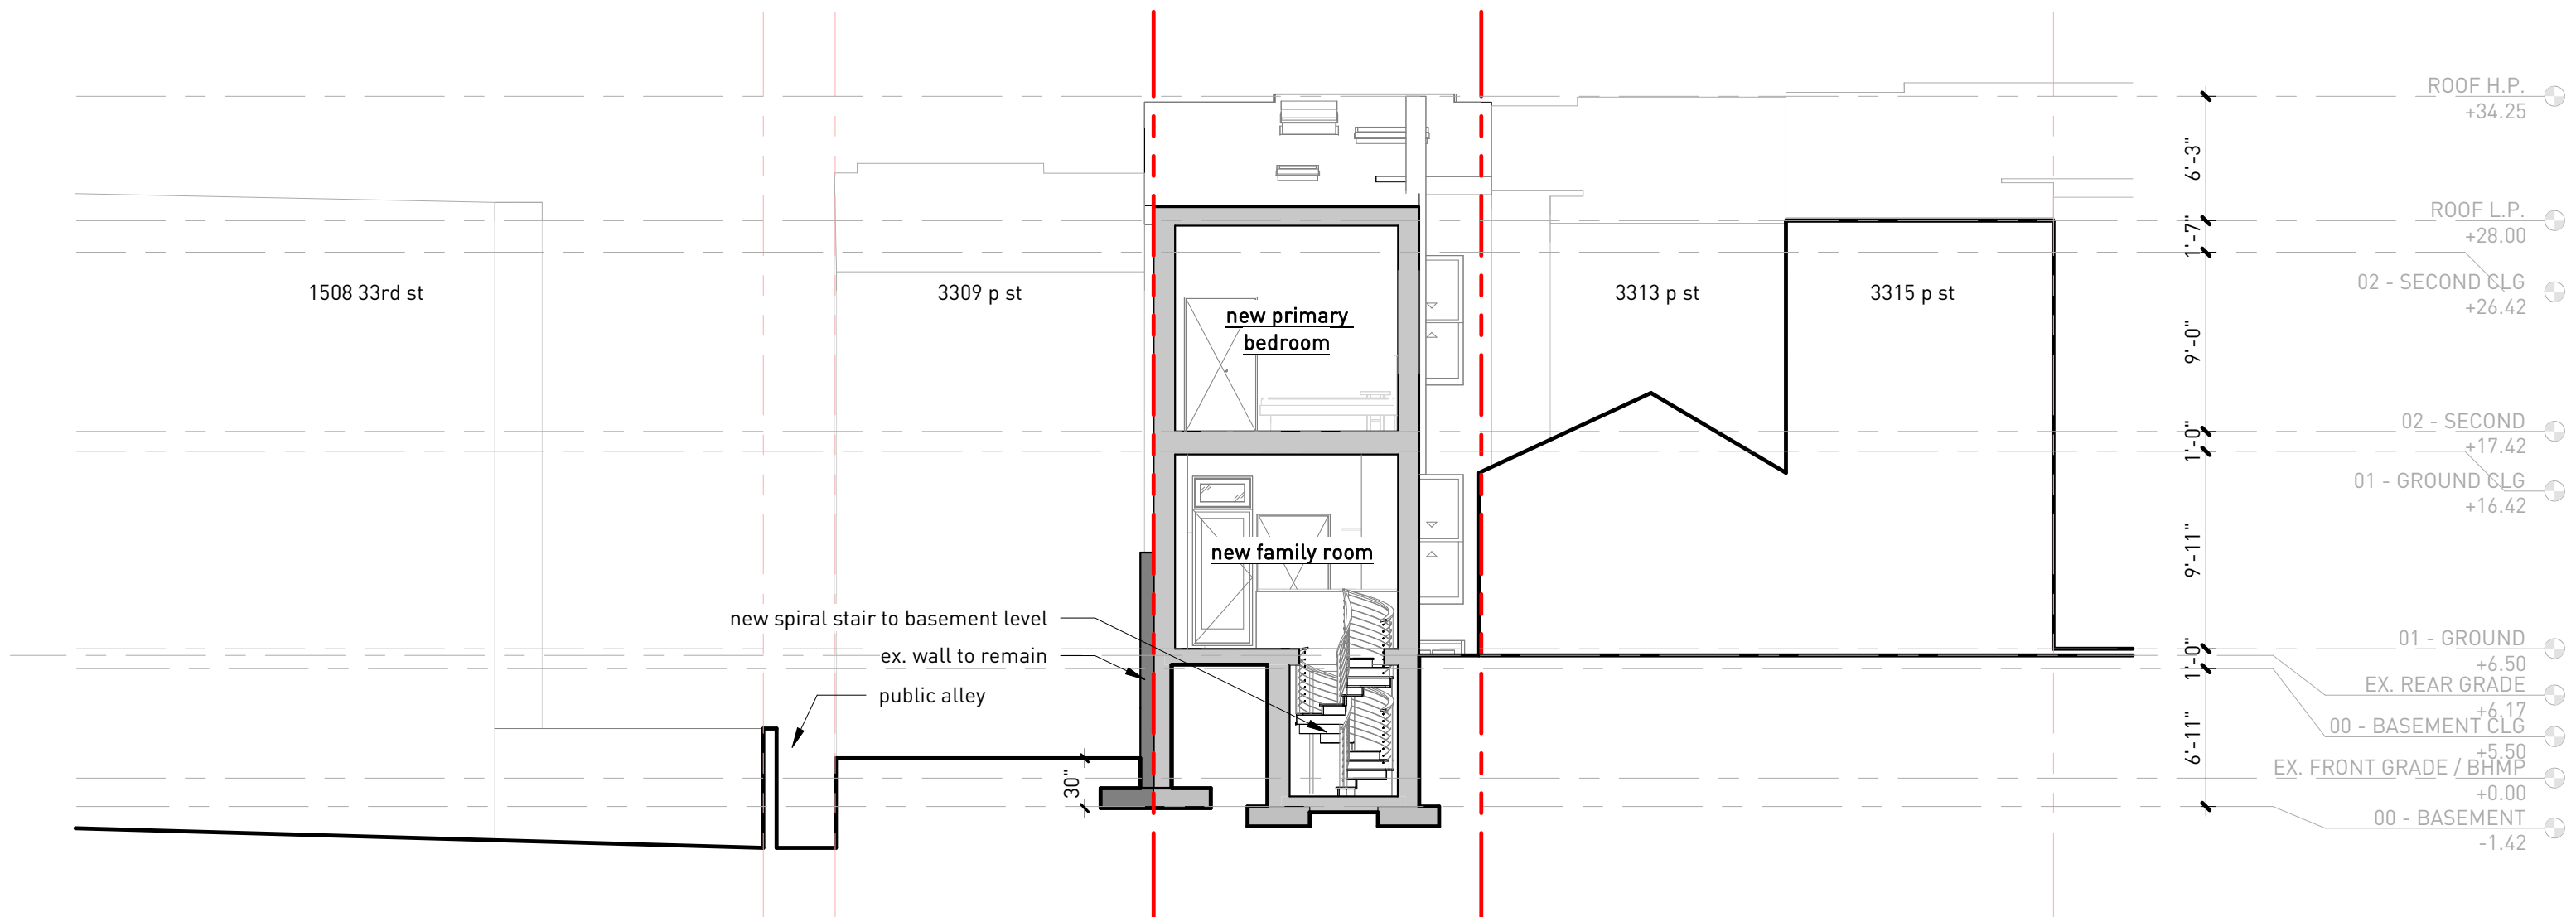 ROOF H.P.
+34.25
6'-3"
ROOF L.P.
+28.00
1'-7"
1508 33rd st
3309 p st
3313 p st
3315 p st
02 - SECOND CLG
+26.42
new primary
bedroom
9'-0"
02 - SECOND
+17.42
1'-0"
01 - GROUND CLG
+16.42
new family room
9'-11"
new spiral stair to basement level
ex. wall to remain
public alley
01 - GROUND
+6.50
1'-0"
EX. REAR GRADE
+6.17
00 - BASEMENT CLG
+5.50
6'-11"
EX. FRONT GRADE / BHMP
+0.00
30"
00 - BASEMENT
-1.42